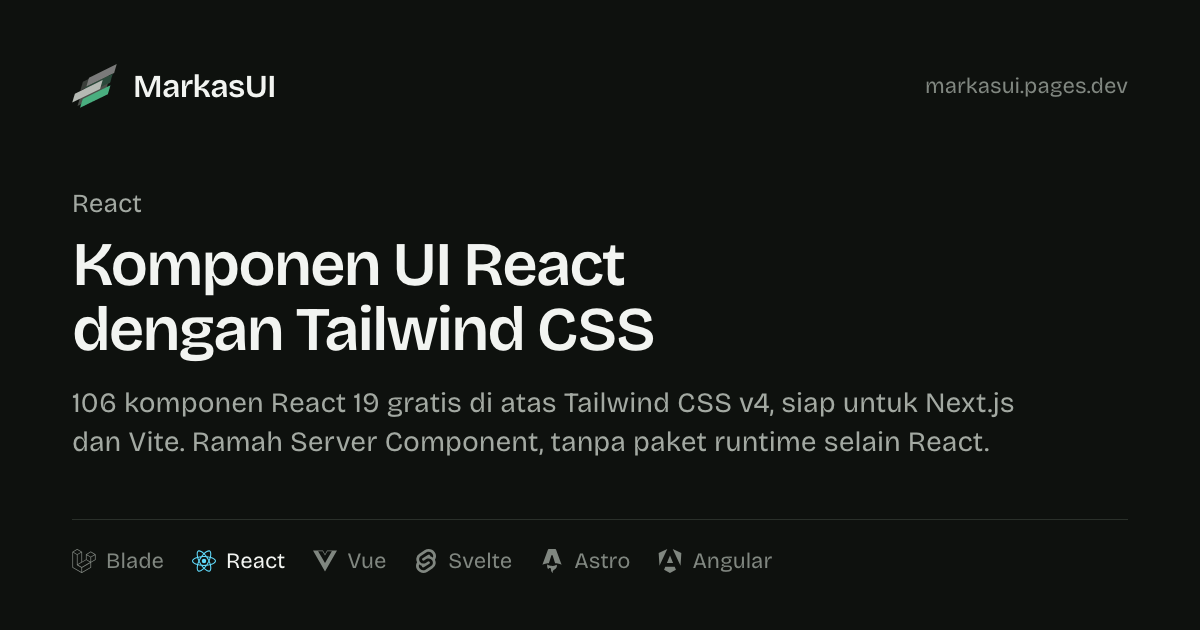 MarkasUI
markasui.pages.dev
React
Komponen UI React
dengan Tailwind CSS
106 komponen React 19 gratis di atas Tailwind CSS v4, siap untuk Next.js
dan Vite. Ramah Server Component, tanpa paket runtime selain React.
Blade React Vue Svelte Astro Angular